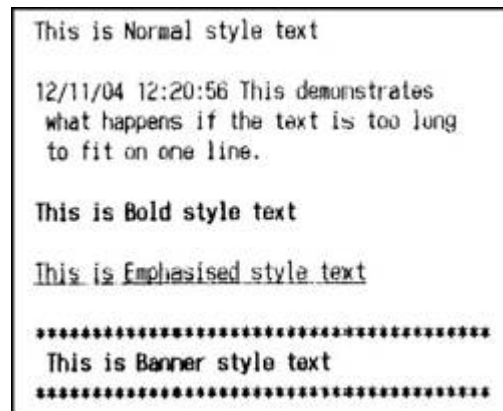 This is Normal style text
12/11/04 12:20:56 This demonstrates
what happens if the text is too long
to fit on one line.
This is Bold style text
This is Emphasised style text
****************************************
This is Banner style text
****************************************